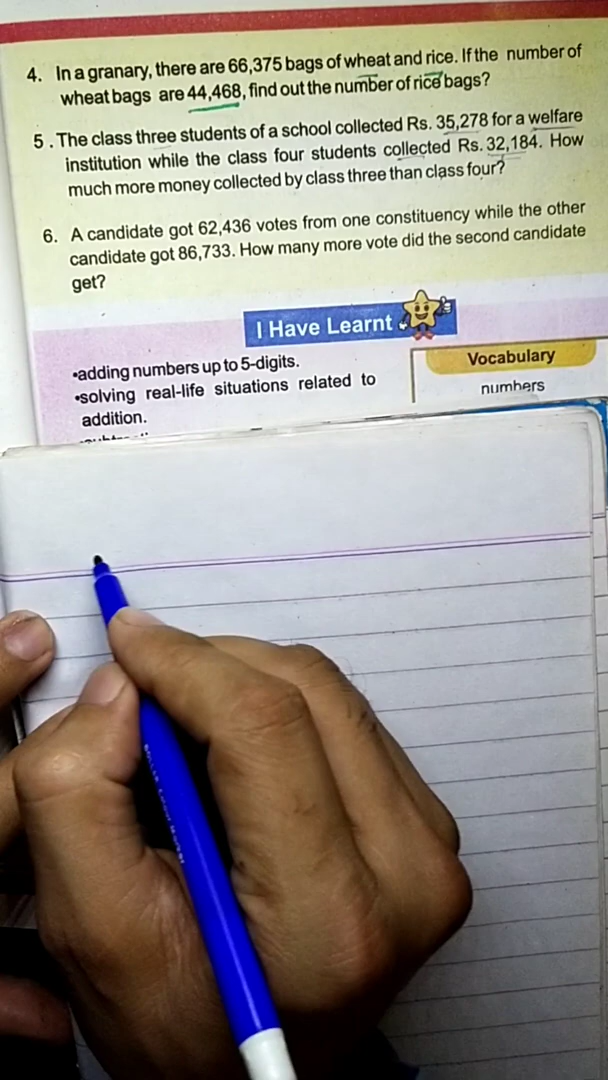 4. In a granary, there are 66,375 bags of wheat and rice. If the number of
wheat bags are 44,468, find out the number of rice bags?
5. The class three students of a school collected Rs. 35,278 for a welfare
institution while the class four students collected Rs. 32,184. How
much more money collected by class three than class four?
6. A candidate got 62,436 votes from one constituency while the other
candidate got 86,733. How many more vote did the second candidate
get?
I Have Learnt
•adding numbers up to 5-digits.
•solving real-life situations related to
addition.
Vocabulary
numbers